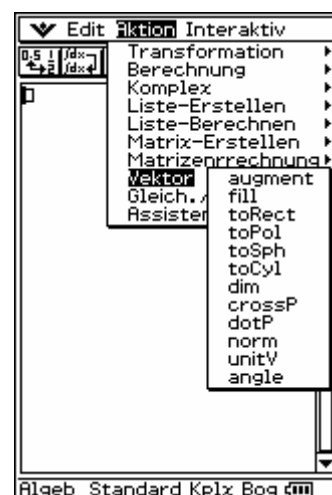 Edit Aktion Interaktiv
Transformation
Berechnung
Komplex
Liste-Erstellen
Liste-Berechnen
Matrix-Erstellen
Matrizenrrechnung
Vektor
Gleich./
Assisten
augment
fill
toRect
toPol
toSph
toCyl
dim
crossP
dotP
norm
unitV
angle
Algeb Standard Kplx Bog